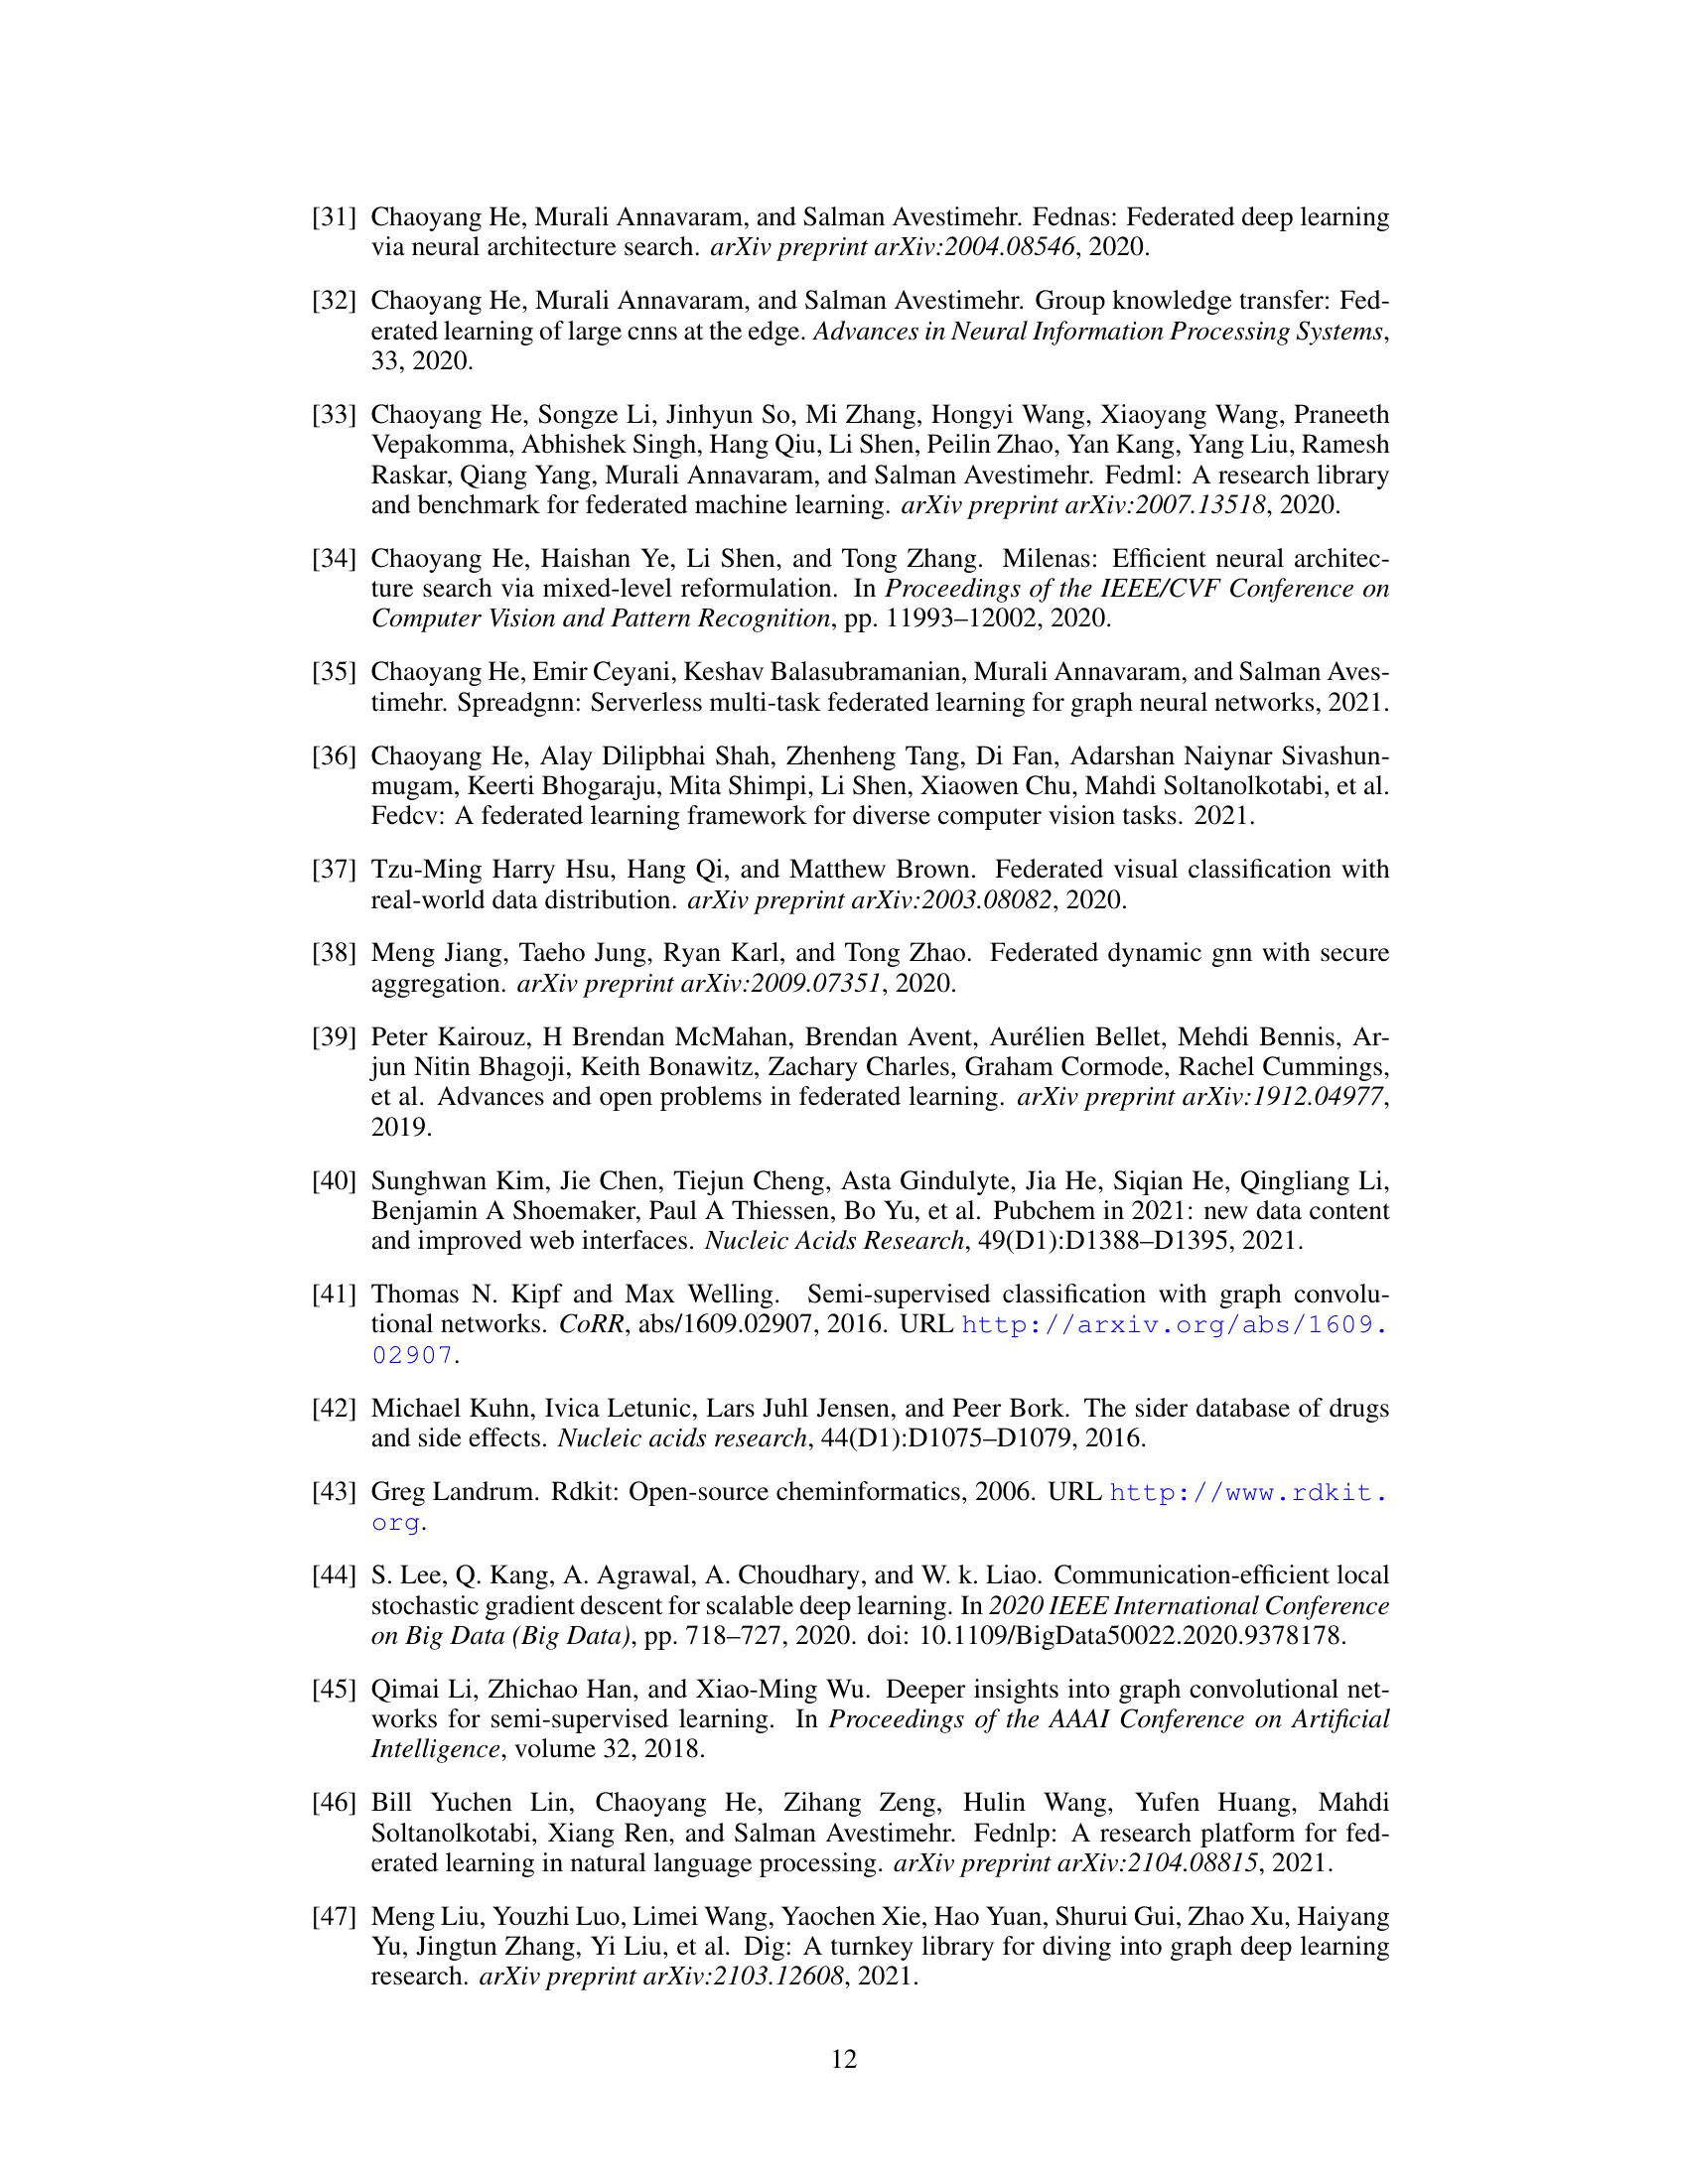 [31] Chaoyang He, Murali Annavaram, and Salman Avestimehr. Fednas: Federated deep learning
via neural architecture search. arXiv preprint arXiv:2004.08546, 2020.
[32] Chaoyang He, Murali Annavaram, and Salman Avestimehr. Group knowledge transfer: Fed-
erated learning of large cnns at the edge. Advances in Neural Information Processing Systems,
33, 2020.
[33] Chaoyang He, Songze Li, Jinhyun So, Mi Zhang, Hongyi Wang, Xiaoyang Wang, Praneeth
Vepakomma, Abhishek Singh, Hang Qiu, Li Shen, Peilin Zhao, Yan Kang, Yang Liu, Ramesh
Raskar, Qiang Yang, Murali Annavaram, and Salman Avestimehr. Fedml: A research library
and benchmark for federated machine learning. arXiv preprint arXiv:2007.13518, 2020.
[34] Chaoyang He, Haishan Ye, Li Shen, and Tong Zhang. Milenas: Efficient neural architec-
ture search via mixed-level reformulation. In Proceedings of the IEEE/CVF Conference on
Computer Vision and Pattern Recognition, pp. 11993–12002, 2020.
[35] Chaoyang He, Emir Ceyani, Keshav Balasubramanian, Murali Annavaram, and Salman Aves-
timehr. Spreadgnn: Serverless multi-task federated learning for graph neural networks, 2021.
[36] Chaoyang He, Alay Dilipbhai Shah, Zhenheng Tang, Di Fan, Adarshan Naiynar Sivashun-
mugam, Keerti Bhogaraju, Mita Shimpi, Li Shen, Xiaowen Chu, Mahdi Soltanolkotabi, et al.
Fedcv: A federated learning framework for diverse computer vision tasks. 2021.
[37] Tzu-Ming Harry Hsu, Hang Qi, and Matthew Brown. Federated visual classification with
real-world data distribution. arXiv preprint arXiv:2003.08082, 2020.
[38] Meng Jiang, Taeho Jung, Ryan Karl, and Tong Zhao. Federated dynamic gnn with secure
aggregation. arXiv preprint arXiv:2009.07351, 2020.
[39] Peter Kairouz, H Brendan McMahan, Brendan Avent, Aurélien Bellet, Mehdi Bennis, Ar-
jun Nitin Bhagoji, Keith Bonawitz, Zachary Charles, Graham Cormode, Rachel Cummings,
et al. Advances and open problems in federated learning. arXiv preprint arXiv:1912.04977,
2019.
[40] Sunghwan Kim, Jie Chen, Tiejun Cheng, Asta Gindulyte, Jia He, Siqian He, Qingliang Li,
Benjamin A Shoemaker, Paul A Thiessen, Bo Yu, et al. Pubchem in 2021: new data content
and improved web interfaces. Nucleic Acids Research, 49(D1):D1388–D1395, 2021.
[41] Thomas N. Kipf and Max Welling. Semi-supervised classification with graph convolu-
tional networks. CoRR, abs/1609.02907, 2016. URL http://arxiv.org/abs/1609.
02907.
[42] Michael Kuhn, Ivica Letunic, Lars Juhl Jensen, and Peer Bork. The sider database of drugs
and side effects. Nucleic acids research, 44(D1):D1075–D1079, 2016.
[43] Greg Landrum. Rdkit: Open-source cheminformatics, 2006. URL http://www.rdkit.
org.
[44] S. Lee, Q. Kang, A. Agrawal, A. Choudhary, and W. k. Liao. Communication-efficient local
stochastic gradient descent for scalable deep learning. In 2020 IEEE International Conference
on Big Data (Big Data), pp. 718–727, 2020. doi: 10.1109/BigData50022.2020.9378178.
[45] Qimai Li, Zhichao Han, and Xiao-Ming Wu. Deeper insights into graph convolutional net-
works for semi-supervised learning. In Proceedings of the AAAI Conference on Artificial
Intelligence, volume 32, 2018.
[46] Bill Yuchen Lin, Chaoyang He, Zihang Zeng, Hulin Wang, Yufen Huang, Mahdi
Soltanolkotabi, Xiang Ren, and Salman Avestimehr. Fednlp: A research platform for fed-
erated learning in natural language processing. arXiv preprint arXiv:2104.08815, 2021.
[47] Meng Liu, Youzhi Luo, Limei Wang, Yaochen Xie, Hao Yuan, Shurui Gui, Zhao Xu, Haiyang
Yu, Jingtun Zhang, Yi Liu, et al. Dig: A turnkey library for diving into graph deep learning
research. arXiv preprint arXiv:2103.12608, 2021.
12